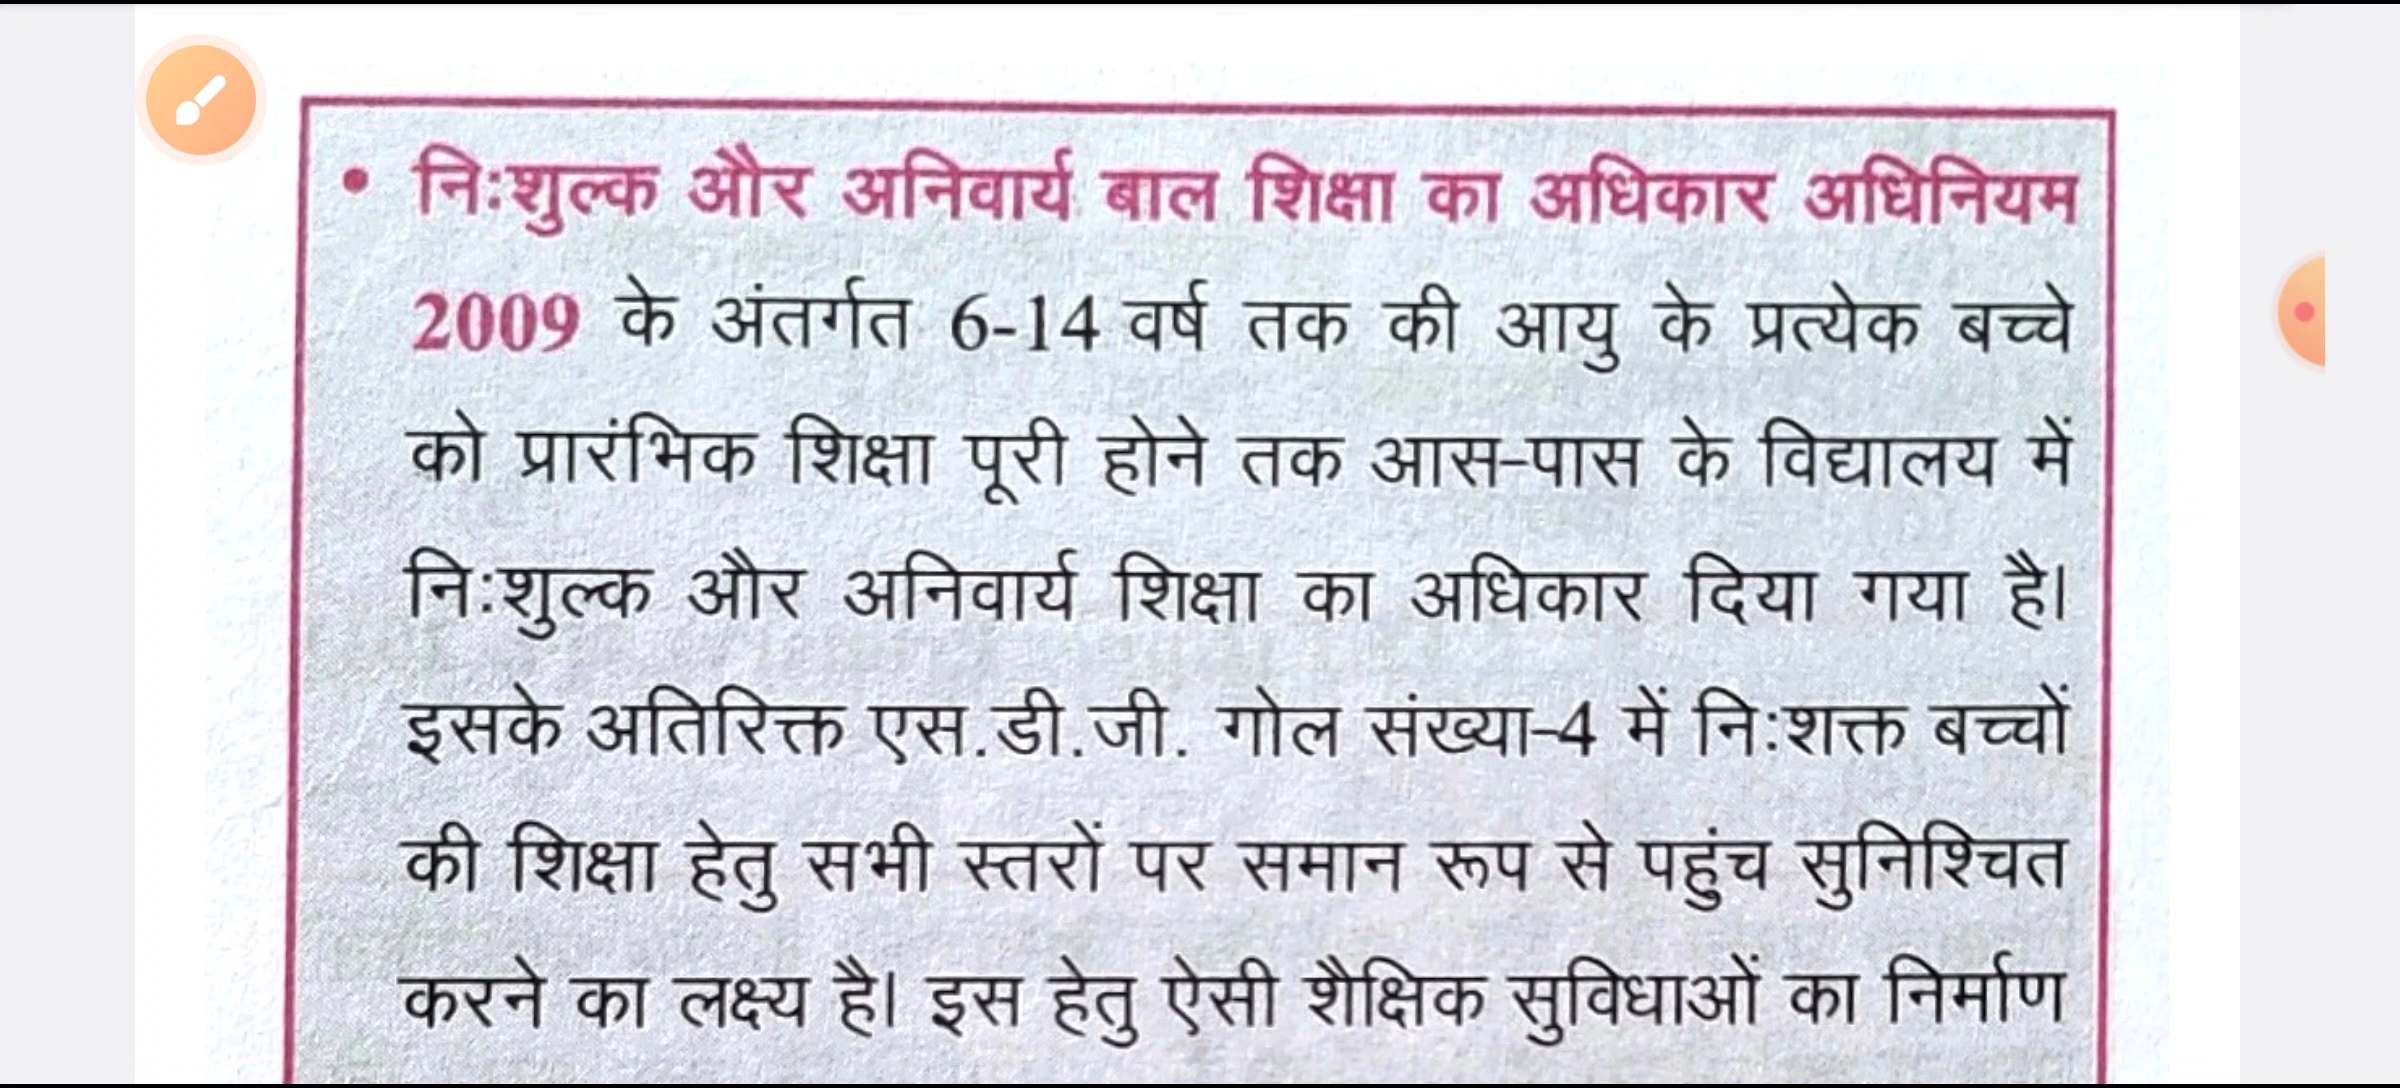 • निःशुल्क और अनिवार्य बाल शिक्षा का अधिकार अधिनियम
2009 के अंतर्गत 6-14 वर्ष तक की आयु के प्रत्येक बच्चे
को प्रारंभिक शिक्षा पूरी होने तक आस-पास के विद्यालय में
निःशुल्क और अनिवार्य शिक्षा का अधिकार दिया गया है।
इसके अतिरिक्त एस.डी.जी. गोल संख्या-4 में निःशक्त बच्चों
की शिक्षा हेतु सभी स्तरों पर समान रूप से पहुंच सुनिश्चित
करने का लक्ष्य है। इस हेतु ऐसी शैक्षिक सुविधाओं का निर्माण